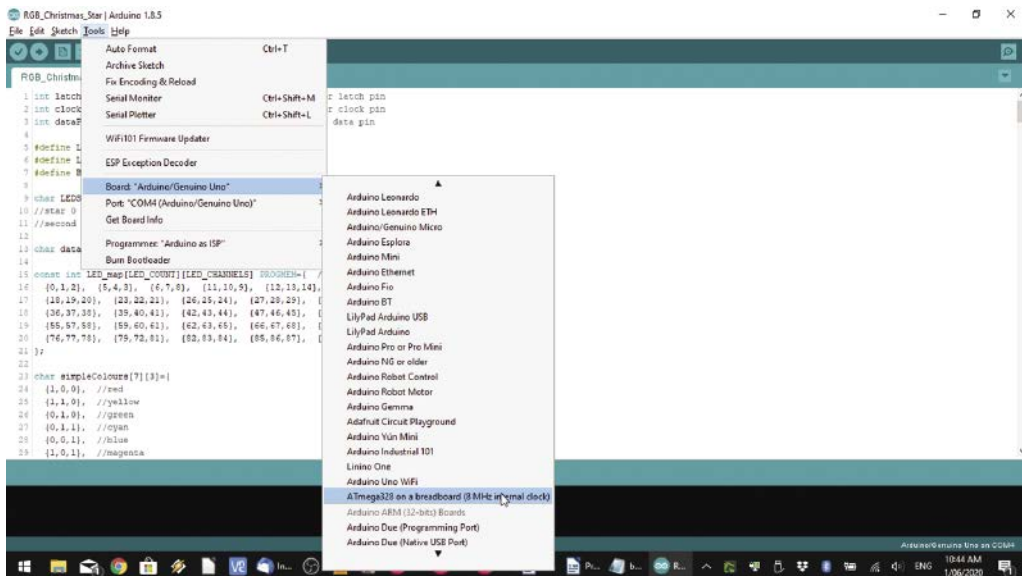 RGB_Christmas_Star | Arduino 1.8.5
File Edit Sketch Tools Help
RGB_Christm
Auto Format Ctrl+T
Archive Sketch
Fix Encoding & Reload
Serial Monitor Ctrl+Shift+M
Serial Plotter Ctrl+Shift+L
WiFi101 Firmware Updater
ESP Exception Decoder
Board: "Arduino/Genuino Uno"
Port: "COM4 (Arduino/Genuino Uno)"
Get Board Info
Programmer: "Arduino as ISP"
Burn Bootloader
1 int latch r latch pin
2 int clock r clock pin
3 int dataP data pin
4
5 #define L
6 #define L
7 #define B
8
9 char LEDS
10 //star 0
11 //second
12
13 char data
14
15 const int LED_map[LED_COUNT][LED_CHANNELS] PROGMEM={ /
16 {0,1,2}, {5,4,3}, {6,7,8}, {11,10,9}, {12,13,14},
17 {18,19,20}, {23,22,21}, {26,25,24}, {27,28,29}, {
18 {36,37,38}, {39,40,41}, {42,43,44}, {47,46,45}, {
19 {55,57,58}, {59,60,61}, {62,63,65}, {66,67,68}, {
20 {76,77,78}, {79,72,81}, {82,83,84}, {85,86,87}, {
21 };
22
23 char simpleColours[7][3]={
24 {1,0,0}, //red
25 {1,1,0}, //yellow
26 {0,1,0}, //green
27 {0,1,1}, //cyan
28 {0,0,1}, //blue
29 {1,0,1}, //magenta
Arduino Leonardo
Arduino Leonardo ETH
Arduino/Genuino Micro
Arduino Esplora
Arduino Mini
Arduino Ethernet
Arduino Fio
Arduino BT
LilyPad Arduino USB
LilyPad Arduino
Arduino Pro or Pro Mini
Arduino NG or older
Arduino Robot Control
Arduino Robot Motor
Arduino Gemma
Adafruit Circuit Playground
Arduino Yún Mini
Arduino Industrial 101
Linino One
Arduino Uno WiFi
ATmega328 on a breadboard (8 MHz internal clock)
Arduino ARM (32-bits) Boards
Arduino Due (Programming Port)
Arduino Due (Native USB Port)
Arduino/Genuino Uno on COM4
In... Pr... b... R... ENG 10:44 AM
1/06/2020